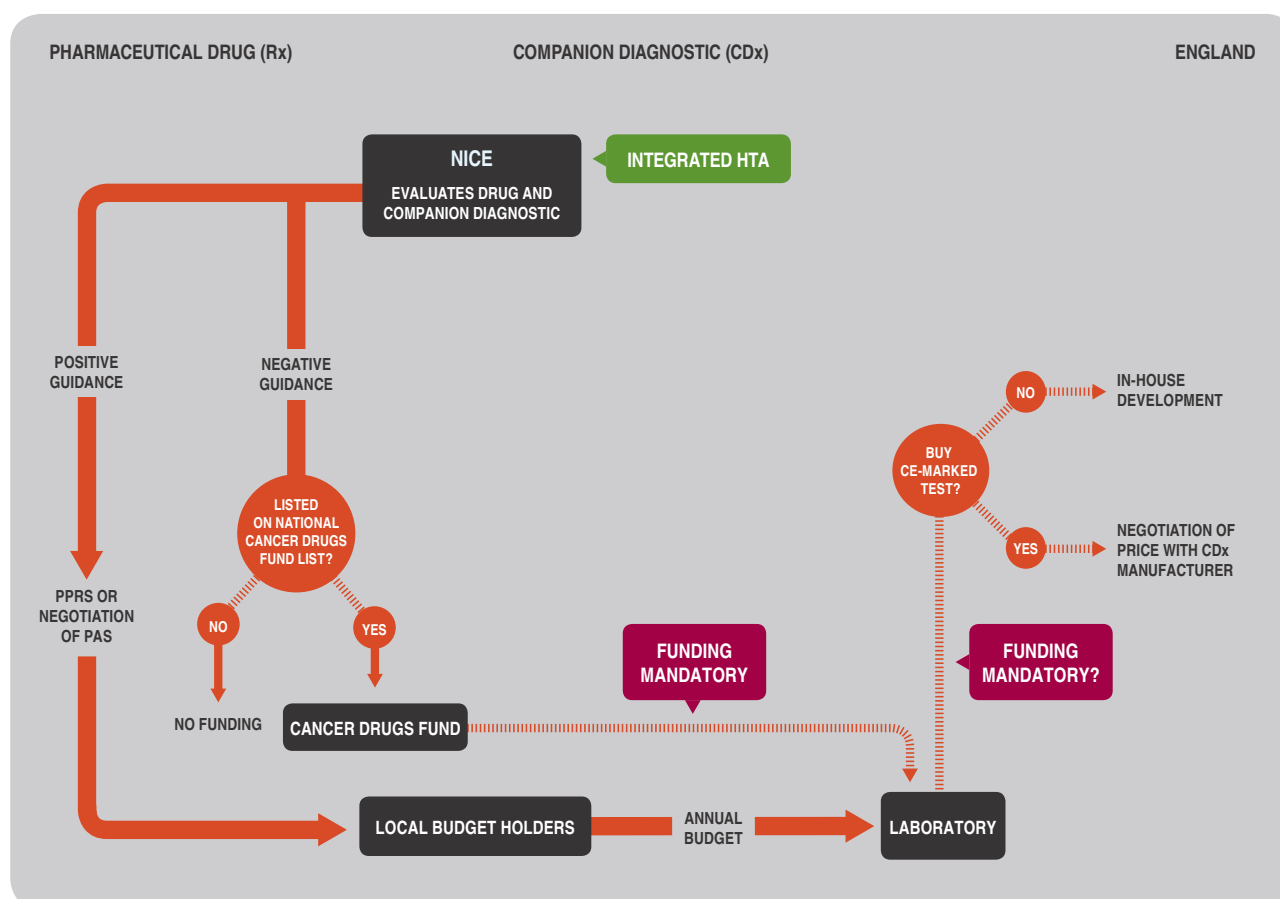 PHARMACEUTICAL DRUG (Rx)
COMPANION DIAGNOSTIC (CDx)
ENGLAND
NICE
EVALUATES DRUG AND
COMPANION DIAGNOSTIC
INTEGRATED HTA
POSITIVE
GUIDANCE
NEGATIVE
GUIDANCE
LISTED
ON NATIONAL
CANCER DRUGS
FUND LIST?
NO
YES
NO FUNDING
CANCER DRUGS FUND
PPRS OR
NEGOTIATION
OF PAS
FUNDING
MANDATORY
LOCAL BUDGET HOLDERS
ANNUAL
BUDGET
LABORATORY
FUNDING
MANDATORY?
BUY
CE-MARKED
TEST?
NO
IN-HOUSE
DEVELOPMENT
YES
NEGOTIATION OF
PRICE WITH CDx
MANUFACTURER